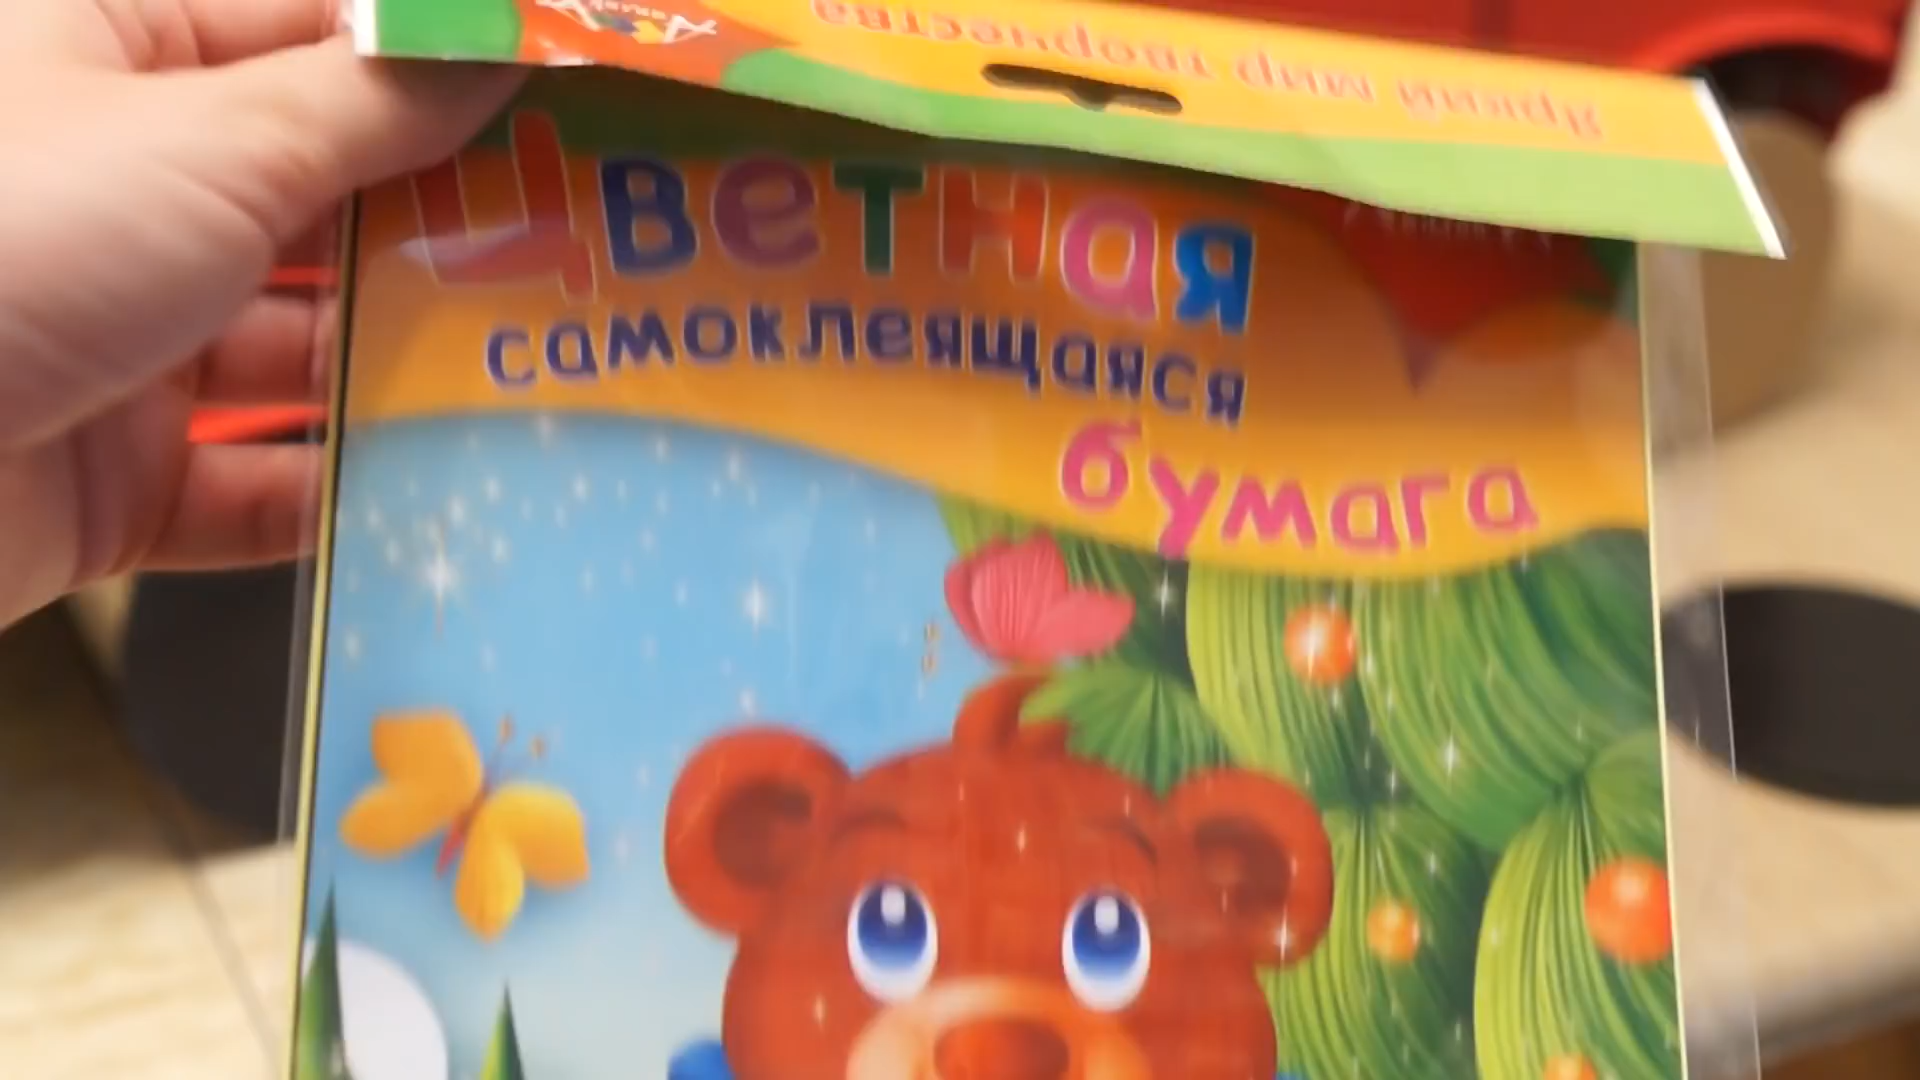 Яркий мир творчества
Цветная
самоклеящаяся
бумага